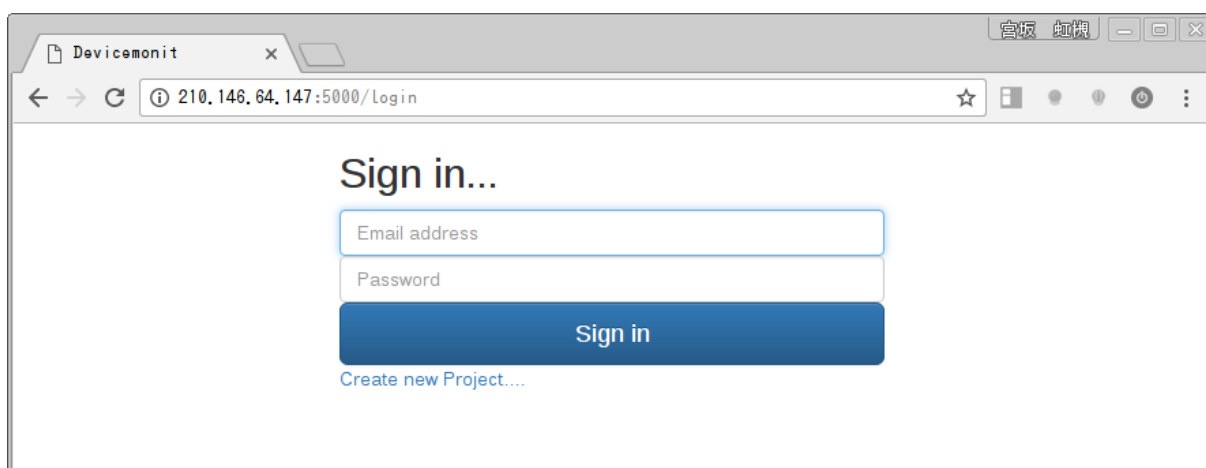 宮坂 虹槻
Devicemonit
210.146.64.147:5000/login
Sign in...
Email address
Password
Sign in
Create new Project....